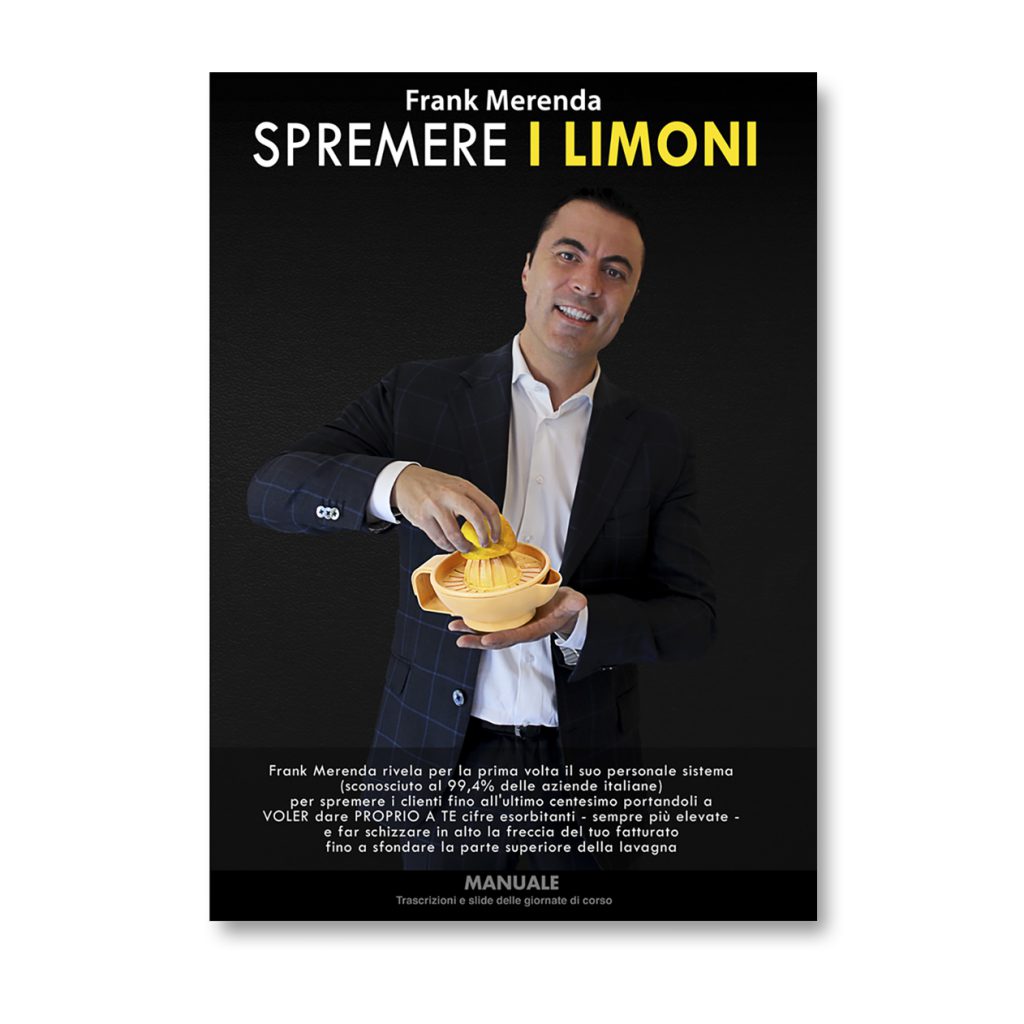 Frank Merenda
SPREMERE I LIMONI
Frank Merenda rivela per la prima volta il suo personale sistema
(sconosciuto al 99,4% delle aziende italiane)
per spremere i clienti fino all'ultimo centesimo portandoli a
VOLER dare PROPRIO A TE cifre esorbitanti - sempre più elevate -
e far schizzare in alto la freccia del tuo fatturato
fino a sfondare la parte superiore della lavagna
MANUALE
Trascrizioni e slide delle giornate di corso